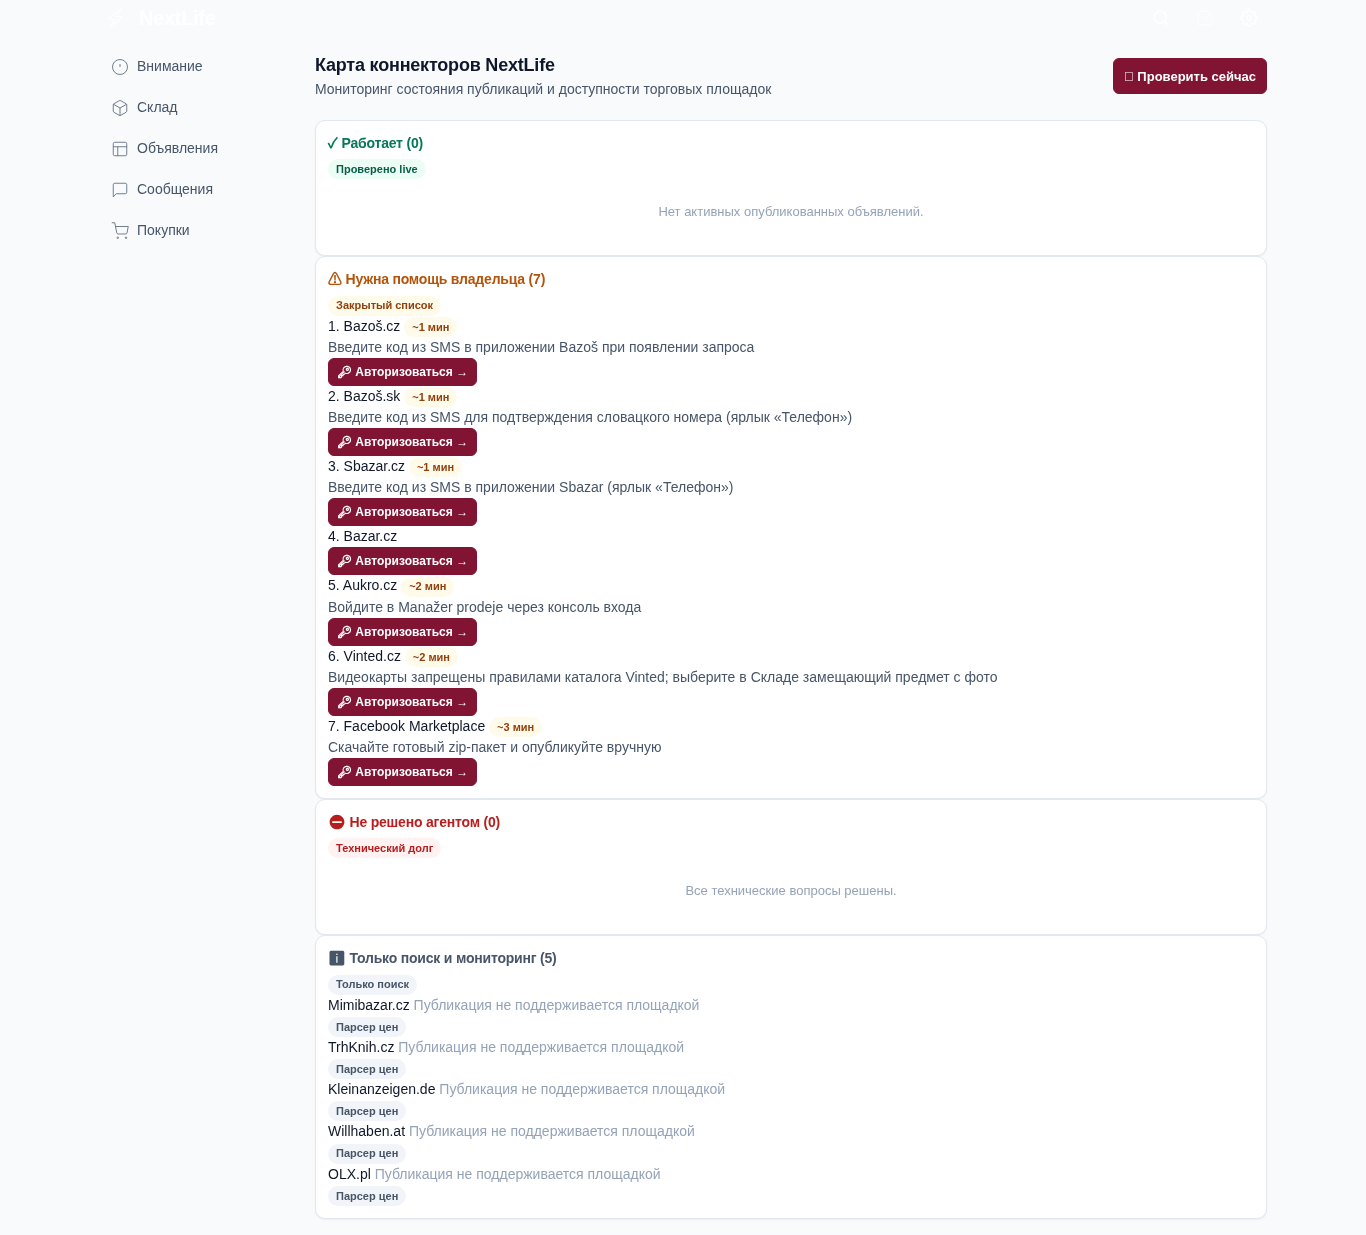 NextLife
Внимание
Склад
Объявления
Сообщения
Покупки
Карта коннекторов NextLife
Мониторинг состояния публикаций и доступности торговых площадок
Проверить сейчас
✓ Работает (0)
Проверено live
Нет активных опубликованных объявлений.
⚠ Нужна помощь владельца (7)
Закрытый список
1. Bazoš.cz ~1 мин
Введите код из SMS в приложении Bazoš при появлении запроса
Авторизоваться →
2. Bazoš.sk ~1 мин
Введите код из SMS для подтверждения словацкого номера (ярлык «Телефон»)
Авторизоваться →
3. Sbazar.cz ~1 мин
Введите код из SMS в приложении Sbazar (ярлык «Телефон»)
Авторизоваться →
4. Bazar.cz
Авторизоваться →
5. Aukro.cz ~2 мин
Войдите в Manažer prodeje через консоль входа
Авторизоваться →
6. Vinted.cz ~2 мин
Видеокарты запрещены правилами каталога Vinted; выберите в Складе замещающий предмет с фото
Авторизоваться →
7. Facebook Marketplace ~3 мин
Скачайте готовый zip-пакет и опубликуйте вручную
Авторизоваться →
Не решено агентом (0)
Технический долг
Все технические вопросы решены.
Только поиск и мониторинг (5)
Только поиск
Mimibazar.cz Публикация не поддерживается площадкой
Парсер цен
TrhKnih.cz Публикация не поддерживается площадкой
Парсер цен
Kleinanzeigen.de Публикация не поддерживается площадкой
Парсер цен
Willhaben.at Публикация не поддерживается площадкой
Парсер цен
OLX.pl Публикация не поддерживается площадкой
Парсер цен